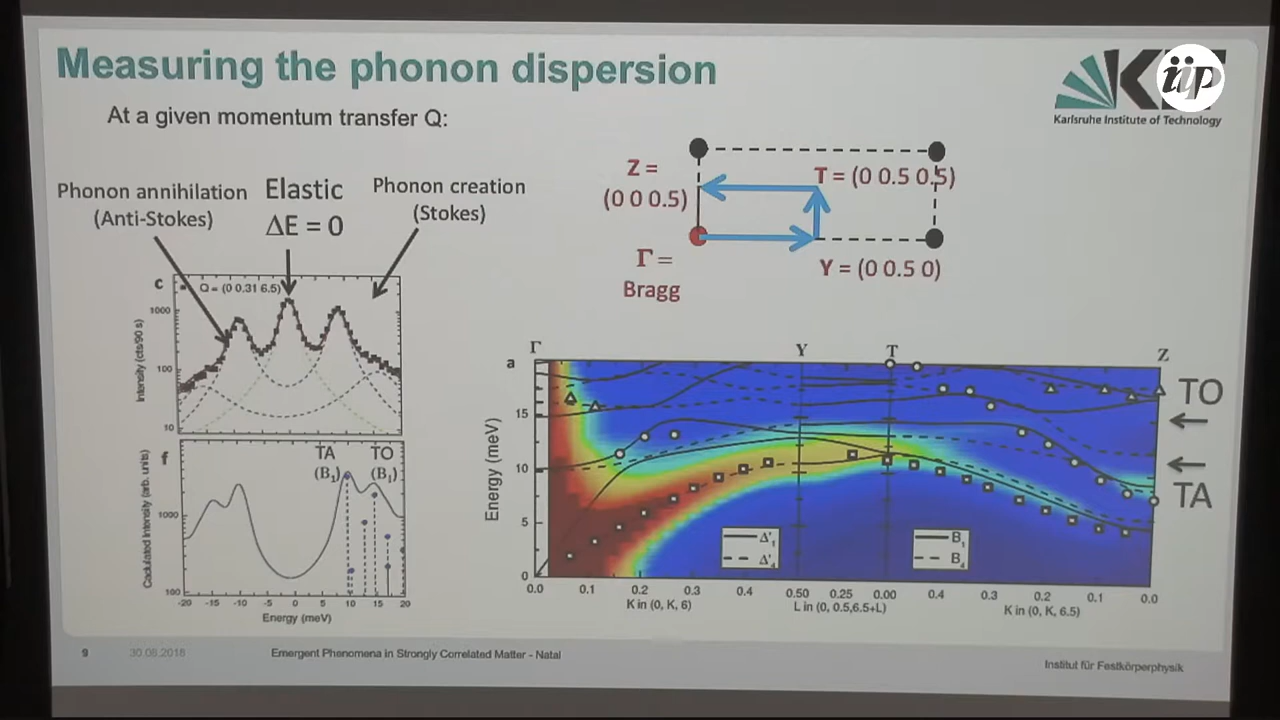 Measuring the phonon dispersion
iip
Karlsruhe Institute of Technology
At a given momentum transfer Q:
Phonon annihilation
(Anti-Stokes)
Elastic
ΔE = 0
Phonon creation
(Stokes)
Z =
(0 0 0.5)
T = (0 0.5 0.5)
Γ =
Bragg
Y = (0 0.5 0)
c
Q = (0 0.31 6.5)
Intensity (cts/90 s)
1000
100
10
f
TA
(B₁)
TO
(B₁)
Caclulated Intensity (arb. units)
1000
100
-20 -15 -10 -5 0 5 10 15 20
Energy (meV)
a
Γ Y T Z
Energy (meV)
15
10
5
0
TO
TA
Δ'₁
Δ'₄
B₁
B₄
0.0 0.1 0.2 0.3 0.4 0.50 0.25 0.00 0.4 0.3 0.2 0.1 0.0
K in (0, K, 6) L in (0, 0.5,6.5+L) K in (0, K, 6.5)
9 30.08.2018 Emergent Phenomena in Strongly Correlated Matter - Natal
Institut für Festkörperphysik